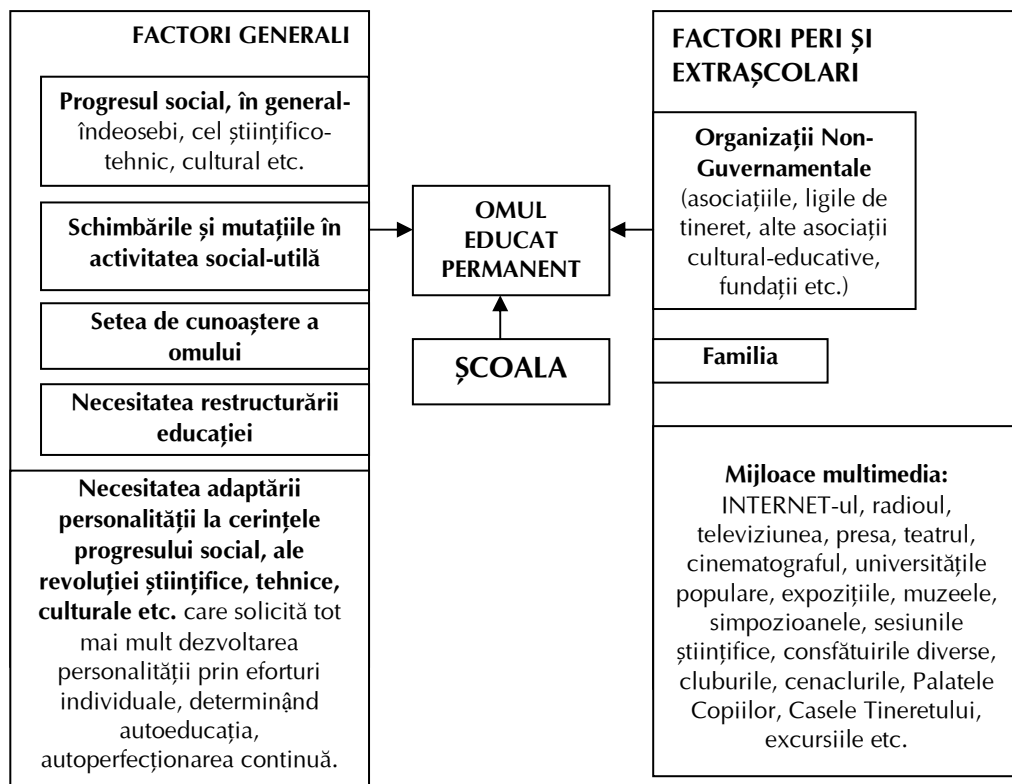 FACTORI GENERALI
Progresul social, în general-
îndeosebi, cel științifico-
tehnic, cultural etc.
Schimbările și mutațiile în
activitatea social-utilă
Setea de cunoaștere a
omului
Necesitatea restructurării
educației
Necesitatea adaptării
personalității la cerințele
progresului social, ale
revoluției științifice, tehnice,
culturale etc. care solicită tot
mai mult dezvoltarea
personalității prin eforturi
individuale, determinând
autoeducația,
autoperfecționarea continuă.
OMUL
EDUCAT
PERMANENT
ȘCOALA
FACTORI PERI ȘI
EXTRAȘCOLARI
Organizații Non-
Guvernamentale
(asociațiile, ligile de
tineret, alte asociații
cultural-educative,
fundații etc.)
Familia
Mijloace multimedia:
INTERNET-ul, radioul,
televiziunea, presa, teatrul,
cinematograful, universitățile
populare, expozițiile, muzeele,
simpozioanele, sesiunile
științifice, consfătuirile diverse,
cluburile, cenaclurile, Palatele
Copiilor, Casele Tineretului,
excursiile etc.